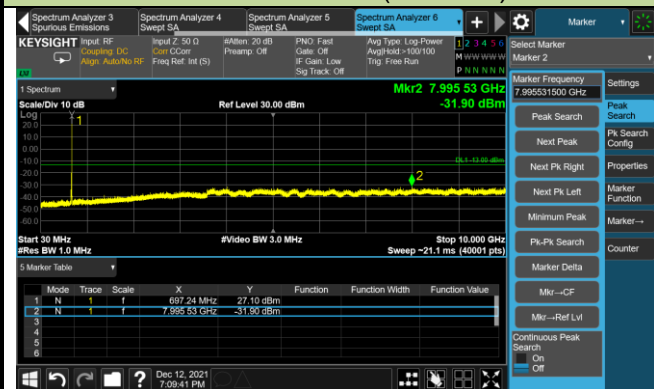 Spectrum Analyzer 3
Spurious Emissions
Spectrum Analyzer 4
Swept SA
Spectrum Analyzer 5
Swept SA
Spectrum Analyzer 6
Swept SA
Marker
KEYSIGHT
Input: RF
Coupling: DC
Align: Auto/No RF
Input Z: 50 Ω
Corr CCorr
Freq Ref: Int (S)
#Atten: 20 dB
Preamp: Off
PNO: Fast
Gate: Off
IF Gain: Low
Sig Track: Off
Avg Type: Log-Power
Avg|Hold:>100/100
Trig: Free Run
1 2 3 4 5 6
M W W W W W
P N N N N N
Select Marker
Marker 2
1 Spectrum
Scale/Div 10 dB
Log
Ref Level 30.00 dBm
Mkr2 7.995 53 GHz
-31.90 dBm
20.0
10.0
0.00
-10.0
-20.0
-30.0
-40.0
-50.0
-60.0
1
2
DL1 -13.00 dBm
Start 30 MHz
#Res BW 1.0 MHz
#Video BW 3.0 MHz
Stop 10.000 GHz
Sweep ~21.1 ms (40001 pts)
5 Marker Table
Mode Trace Scale X Y Function Function Width Function Value
1 N 1 f 697.24 MHz 27.10 dBm
2 N 1 f 7.995 53 GHz -31.90 dBm
3
4
5
6
Marker Frequency
7.995531500 GHz
Peak Search
Next Peak
Next Pk Right
Next Pk Left
Minimum Peak
Pk-Pk Search
Marker Delta
Mkr→CF
Mkr→Ref Lvl
Continuous Peak
Search
On
Off
Settings
Peak
Search
Pk Search
Config
Properties
Marker
Function
Marker→
Counter
?
Dec 12, 2021
7:09:41 PM